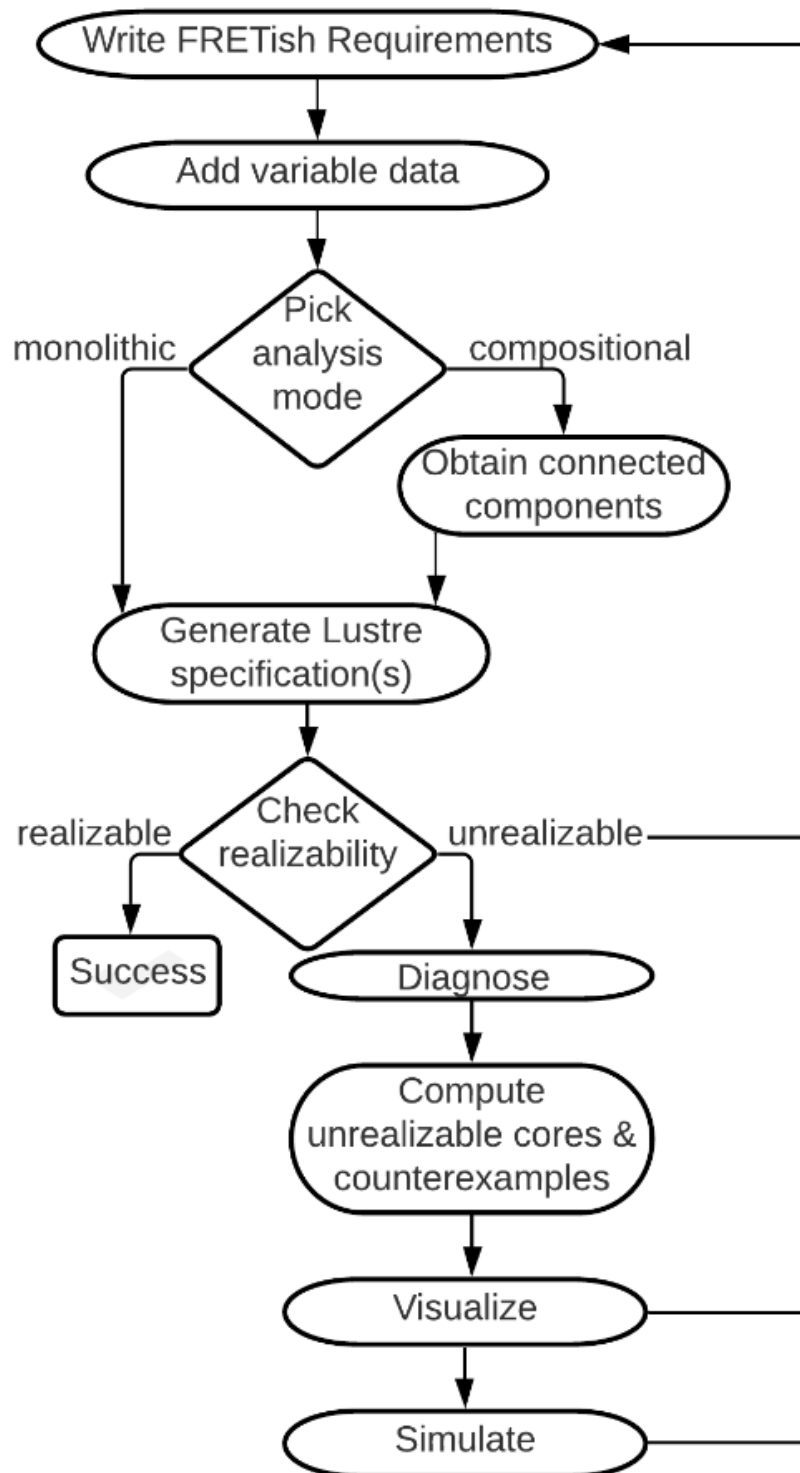 Write FRETish Requirements
Add variable data
Pick
analysis
mode
monolithic
compositional
Obtain connected
components
Generate Lustre
specification(s)
Check
realizability
realizable
unrealizable
Success
Diagnose
Compute
unrealizable cores &
counterexamples
Visualize
Simulate